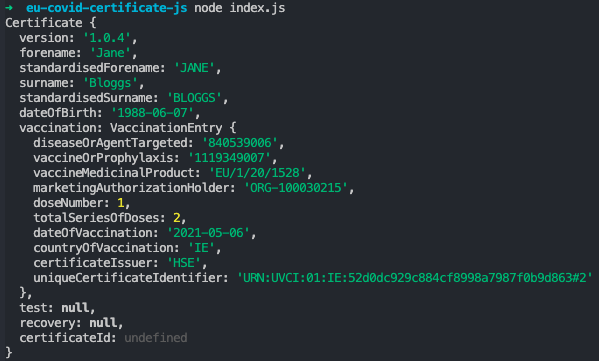 ➜ eu-covid-certificate-js node index.js
Certificate {
  version: '1.0.4',
  forename: 'Jane',
  standardisedForename: 'JANE',
  surname: 'Bloggs',
  standardisedSurname: 'BLOGGS',
  dateOfBirth: '1988-06-07',
  vaccination: VaccinationEntry {
    diseaseOrAgentTargeted: '840539006',
    vaccineOrProphylaxis: '1119349007',
    vaccineMedicinalProduct: 'EU/1/20/1528',
    marketingAuthorizationHolder: 'ORG-100030215',
    doseNumber: 1,
    totalSeriesOfDoses: 2,
    dateOfVaccination: '2021-05-06',
    countryOfVaccination: 'IE',
    certificateIssuer: 'HSE',
    uniqueCertificateIdentifier: 'URN:UVCI:01:IE:52d0dc929c884cf8998a7987f0b9d863#2'
  },
  test: null,
  recovery: null,
  certificateId: undefined
}